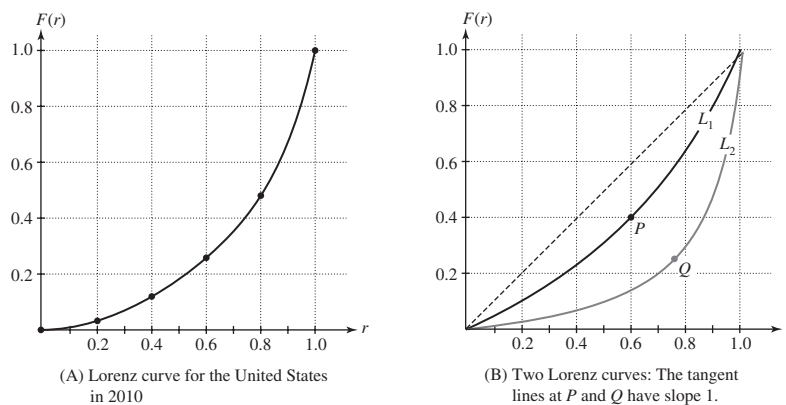 F(r)
1.0
0.8
0.6
0.4
0.2
0.2 0.4 0.6 0.8 1.0
r
(A) Lorenz curve for the United States
in 2010
F(r)
1.0
0.8
0.6
0.4
0.2
L1
L2
P
Q
0.2 0.4 0.6 0.8 1.0
(B) Two Lorenz curves: The tangent
lines at P and Q have slope 1.